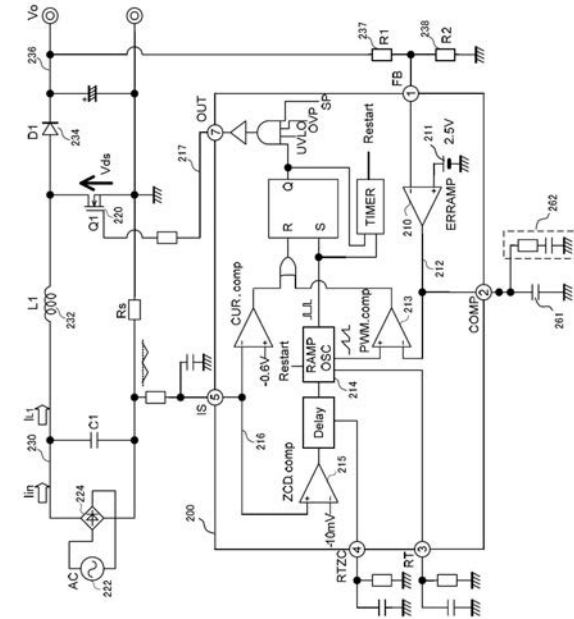 Iin
IL1
230
224
AC
222
C1
L1
232
Rs
Q1
220
Vds
D1
234
236
Vo
200
IS
5
216
217
OUT
7
CUR.comp
-0.6V
Restart
R
S
Q
UVLO
OVP
SP
TIMER
Restart
ZCD.comp
-10mV
215
Delay
RAMP
OSC
214
PWM.comp
213
212
210
ERRAMP
211
2.5V
FB
1
237
R1
238
R2
RTZC
4
RT
3
COMP
2
261
262